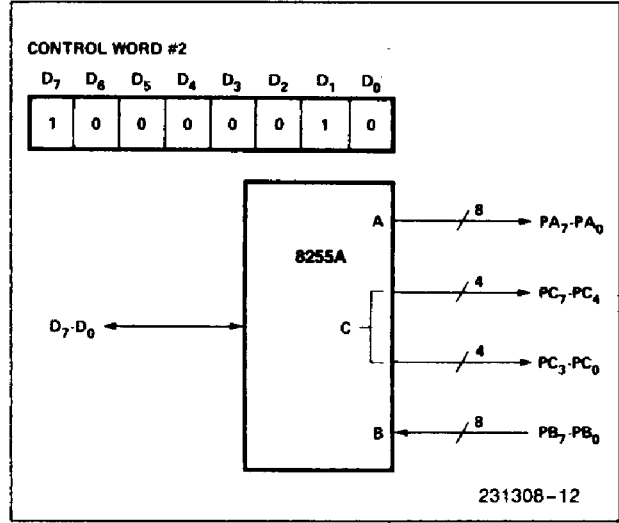 CONTROL WORD #2
D7 D6 D5 D4 D3 D2 D1 D0
1 0 0 0 0 0 1 0
A 8 PA7-PA0
8255A
4 PC7-PC4
D7-D0 C
4 PC3-PC0
B 8 PB7-PB0
231308-12